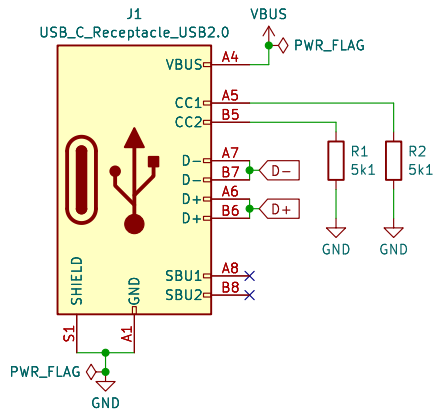 J1
USB_C_Receptacle_USB2.0
VBUS
PWR_FLAG
VBUS A4
CC1 A5
CC2 B5
R1
5k1
R2
5k1
D- A7
D- B7
D-
D+ A6
D+ B6
D+
GND
GND
SBU1 A8
SBU2 B8
SHIELD
GND
S1
A1
PWR_FLAG
GND